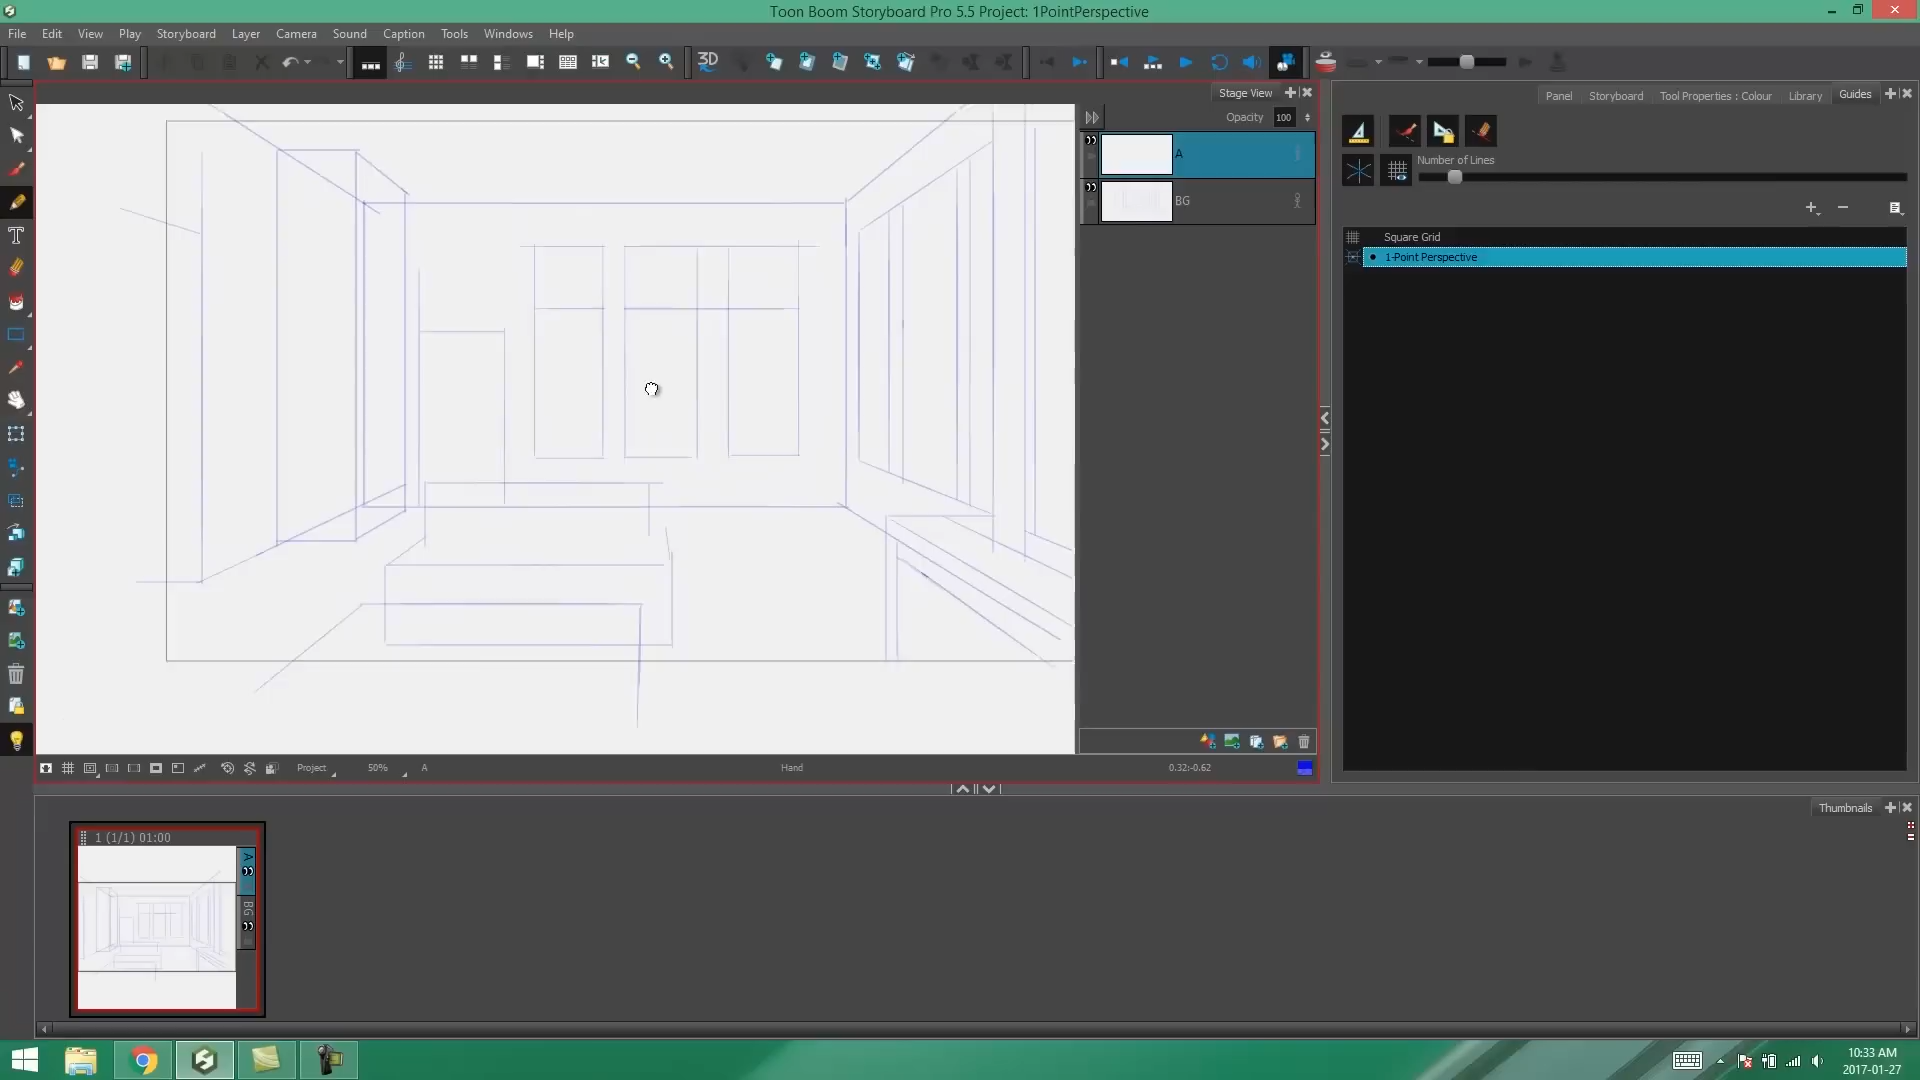 Toon Boom Storyboard Pro 5.5 Project: 1PointPerspective
File Edit View Play Storyboard Layer Camera Sound Caption Tools Windows Help
3D
Stage View
Opacity 100
A
BG
Panel Storyboard Tool Properties : Colour Library Guides
Number of Lines
Square Grid
1-Point Perspective
Project 50% A Hand 0.32:-0.62
Thumbnails
1 (1/1) 01:00
A
BG
10:33 AM
2017-01-27